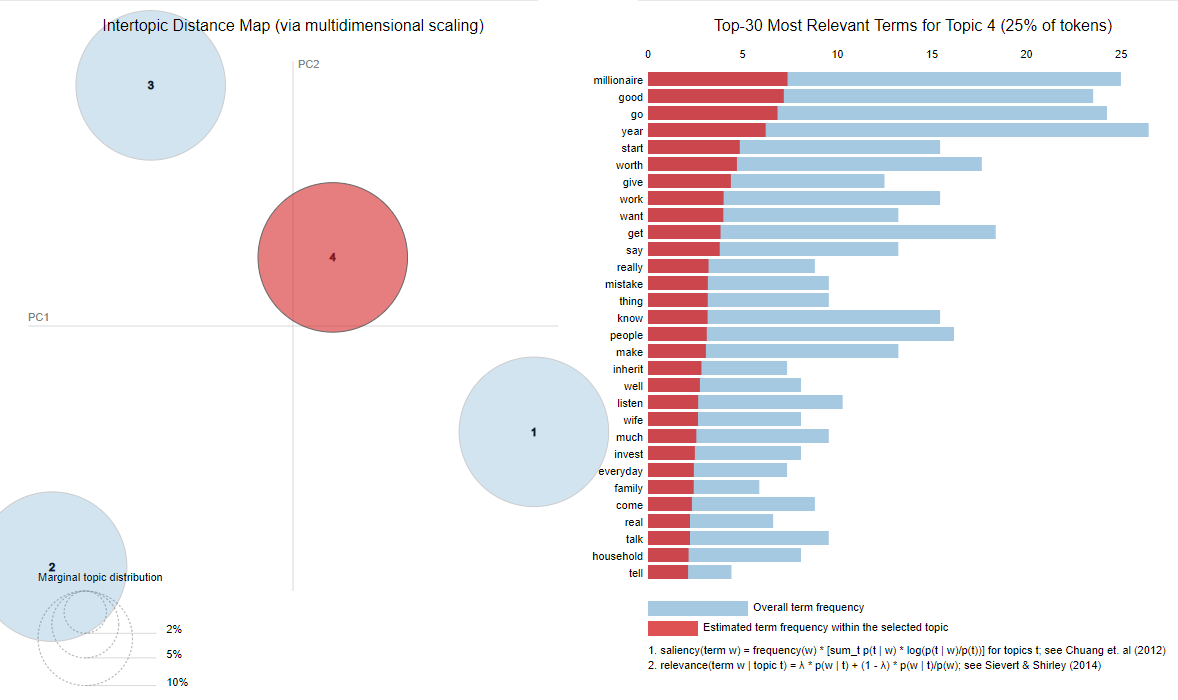 Intertopic Distance Map (via multidimensional scaling)
PC2
PC1
3
4
1
2
Marginal topic distribution
2%
5%
10%
Top-30 Most Relevant Terms for Topic 4 (25% of tokens)
0 5 10 15 20 25
millionaire
good
go
year
start
worth
give
work
want
get
say
really
mistake
thing
know
people
make
inherit
well
listen
wife
much
invest
everyday
family
come
real
talk
household
tell
Overall term frequency
Estimated term frequency within the selected topic
1. saliency(term w) = frequency(w) * [sum_t p(t | w) * log(p(t | w)/p(t))] for topics t; see Chuang et. al (2012)
2. relevance(term w | topic t) = λ * p(w | t) + (1 - λ) * p(w | t)/p(w); see Sievert & Shirley (2014)